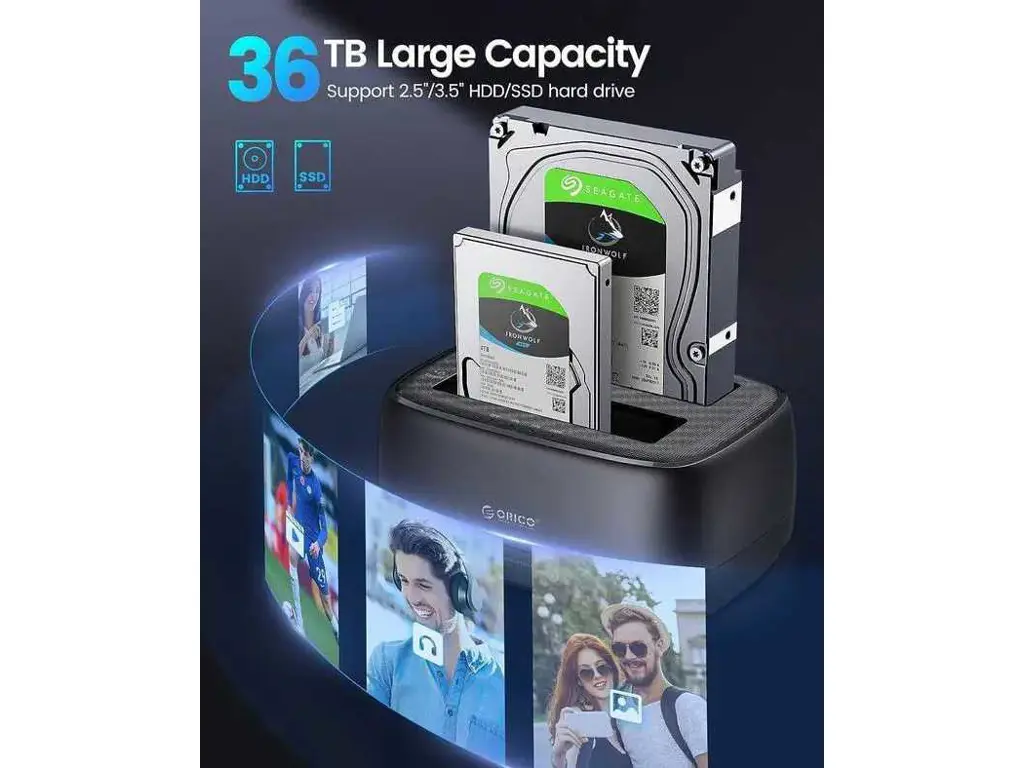 36 TB Large Capacity
Support 2.5"/3.5" HDD/SSD hard drive
HDD
SSD
SEAGATE
IRONWOLF
SEAGATE
IRONWOLF
ORICO
29